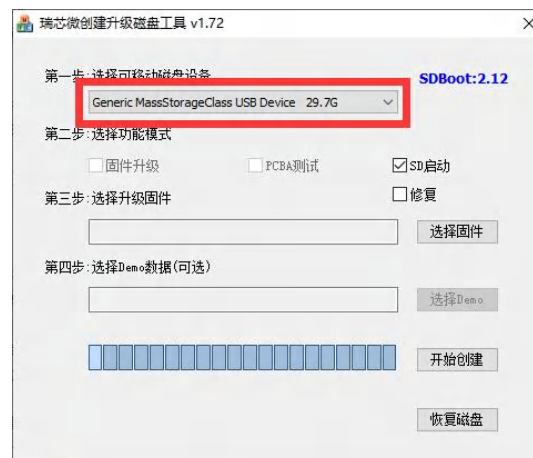 瑞芯微创建升级磁盘工具 v1.72
第一步:选择可移动磁盘设备
SDBoot:2.12
Generic MassStorageClass USB Device 29.7G
第二步:选择功能模式
固件升级 PCBA测试 SD启动
第三步:选择升级固件 修复
选择固件
第四步:选择Demo数据(可选)
选择Demo
开始创建
恢复磁盘